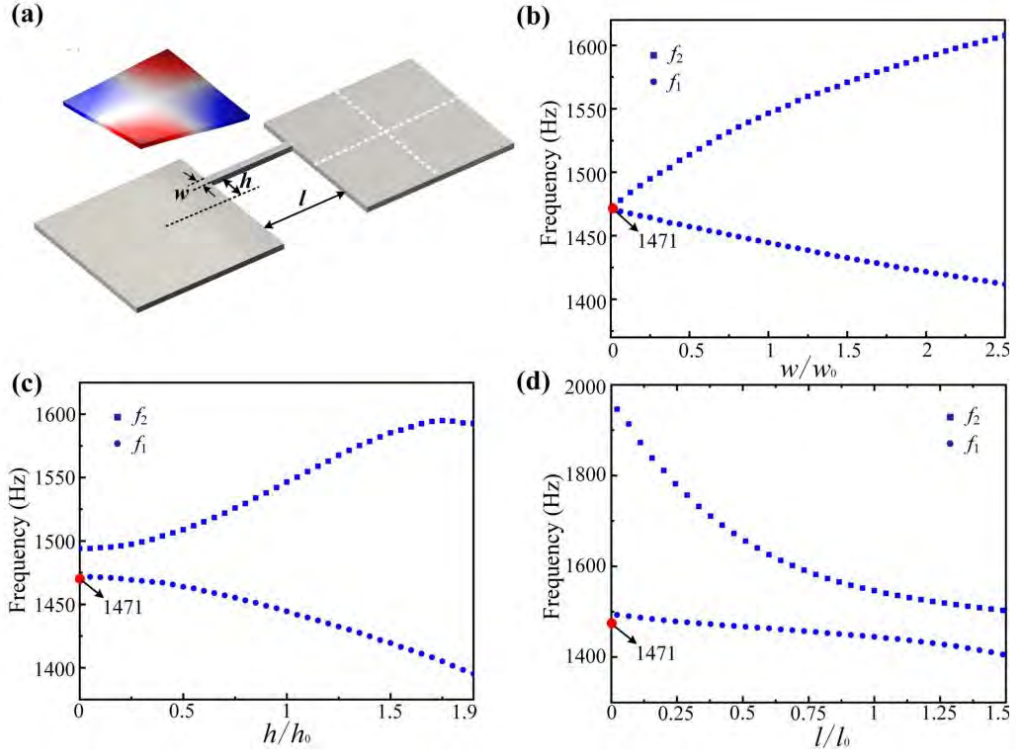 (a)
w
h
l
(b)
Frequency (Hz)
1600
1550
1500
1450
1400
f2
f1
1471
0
0.5
1
1.5
2
2.5
w/w0
(c)
Frequency (Hz)
1600
1550
1500
1450
1400
f2
f1
1471
0
0.5
1
1.5
1.9
h/h0
(d)
Frequency (Hz)
2000
1800
1600
1400
f2
f1
1471
0
0.25
0.5
0.75
1
1.25
1.5
l/l0